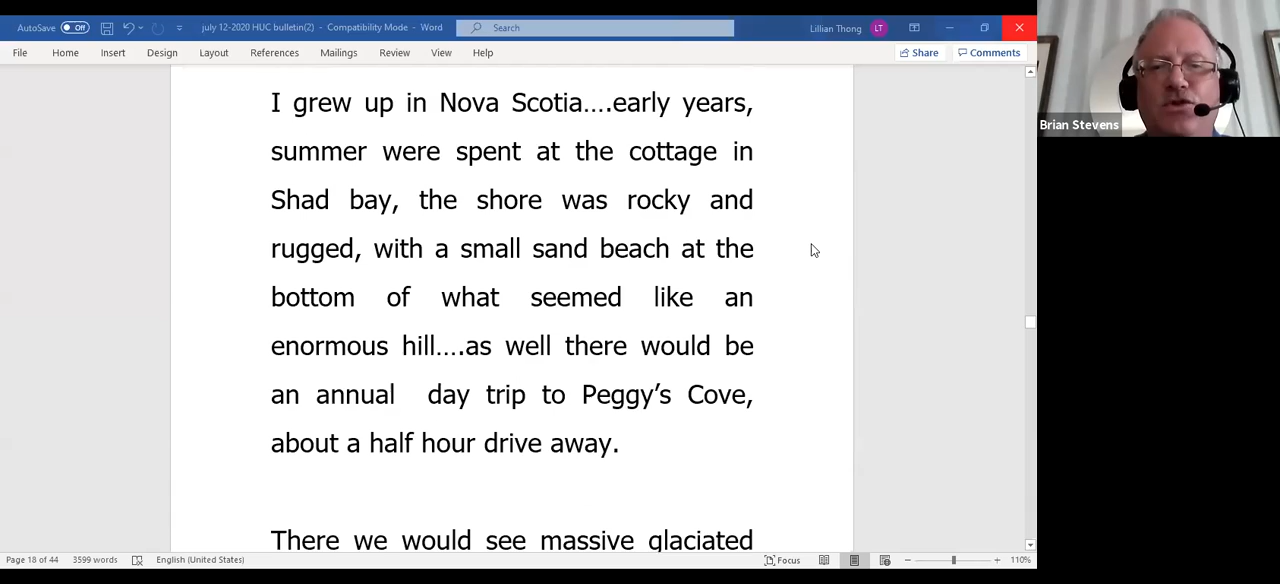 AutoSave Off july 12-2020 HUC bulletin(2) - Compatibility Mode - Word Search Lillian Thong LT
File Home Insert Design Layout References Mailings Review View Help Share Comments
I grew up in Nova Scotia….early years,
summer were spent at the cottage in
Shad bay, the shore was rocky and
rugged, with a small sand beach at the
bottom of what seemed like an
enormous hill….as well there would be
an annual day trip to Peggy’s Cove,
about a half hour drive away.
There we would see massive glaciated
Page 18 of 44 3599 words English (United States) Focus 110%
Brian Stevens